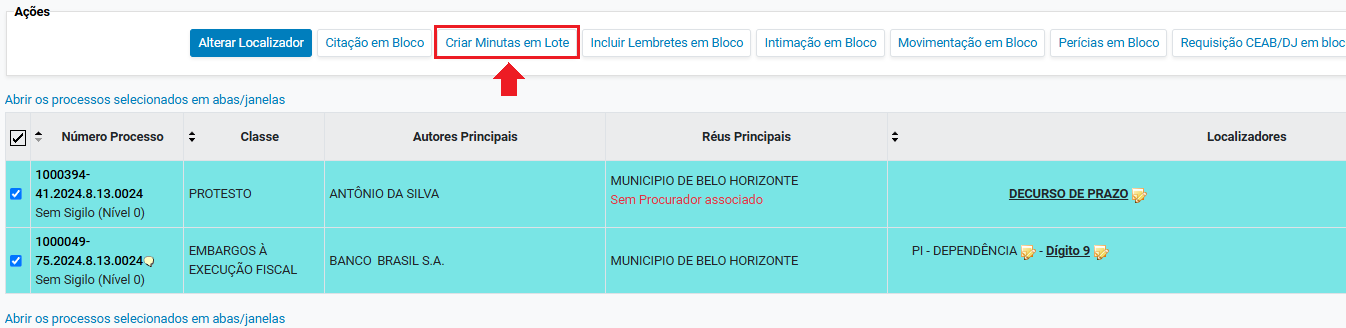 Ações
Alterar Localizador Citação em Bloco Criar Minutas em Lote Incluir Lembretes em Bloco Intimação em Bloco Movimentação em Bloco Perícias em Bloco Requisição CEAB/DJ em bloc
Abrir os processos selecionados em abas/janelas
Número Processo Classe Autores Principais Réus Principais Localizadores
1000394-
41.2024.8.13.0024
Sem Sigilo (Nível 0)
PROTESTO
ANTÔNIO DA SILVA
MUNICIPIO DE BELO HORIZONTE
Sem Procurador associado
DECURSO DE PRAZO
1000049-
75.2024.8.13.0024
Sem Sigilo (Nível 0)
EMBARGOS À
EXECUÇÃO FISCAL
BANCO BRASIL S.A.
MUNICIPIO DE BELO HORIZONTE
PI - DEPENDÊNCIA - Dígito 9
Abrir os processos selecionados em abas/janelas